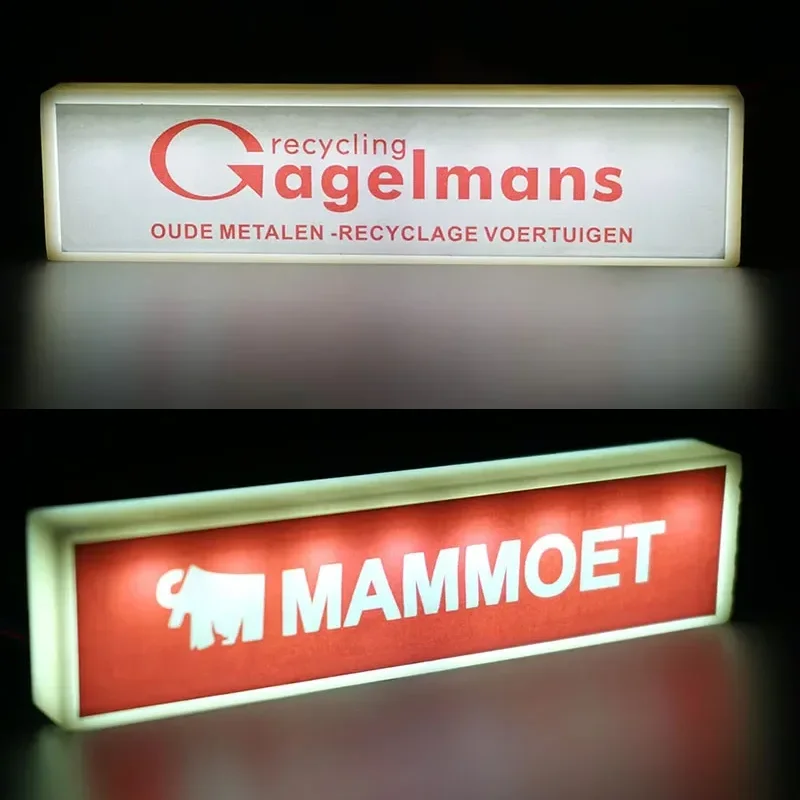 recycling
Gagelmans
OUDE METALEN -RECYCLAGE VOERTUIGEN
MAMMOET